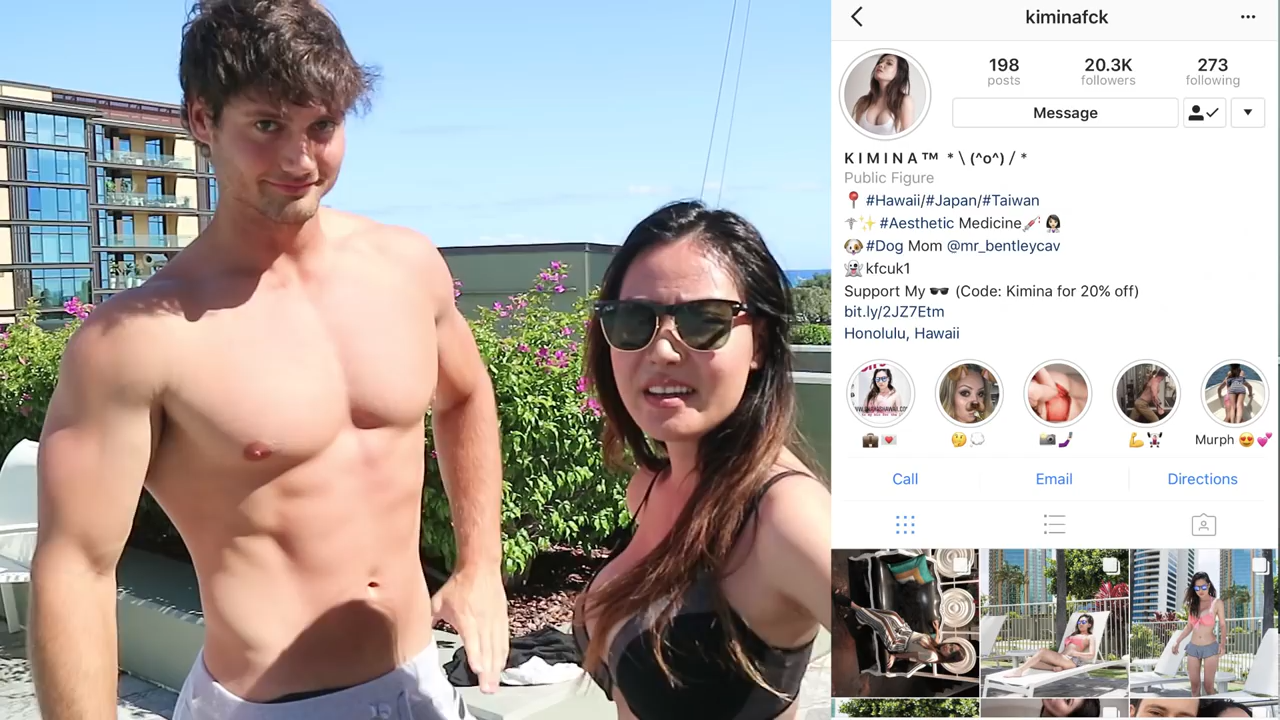 kiminafck
198 20.3K 273
posts followers following
Message
K I M I N A ™ * \ (^o^) / *
Public Figure
📍 #Hawaii/#Japan/#Taiwan
⚚✨ #Aesthetic Medicine💉 👩🏻‍⚕️
🐶 #Dog Mom @mr_bentleycav
👻 kfcuk1
Support My 🕶 (Code: Kimina for 20% off)
bit.ly/2JZ7Etm
Honolulu, Hawaii
Murph 😍💕
Call Email Directions